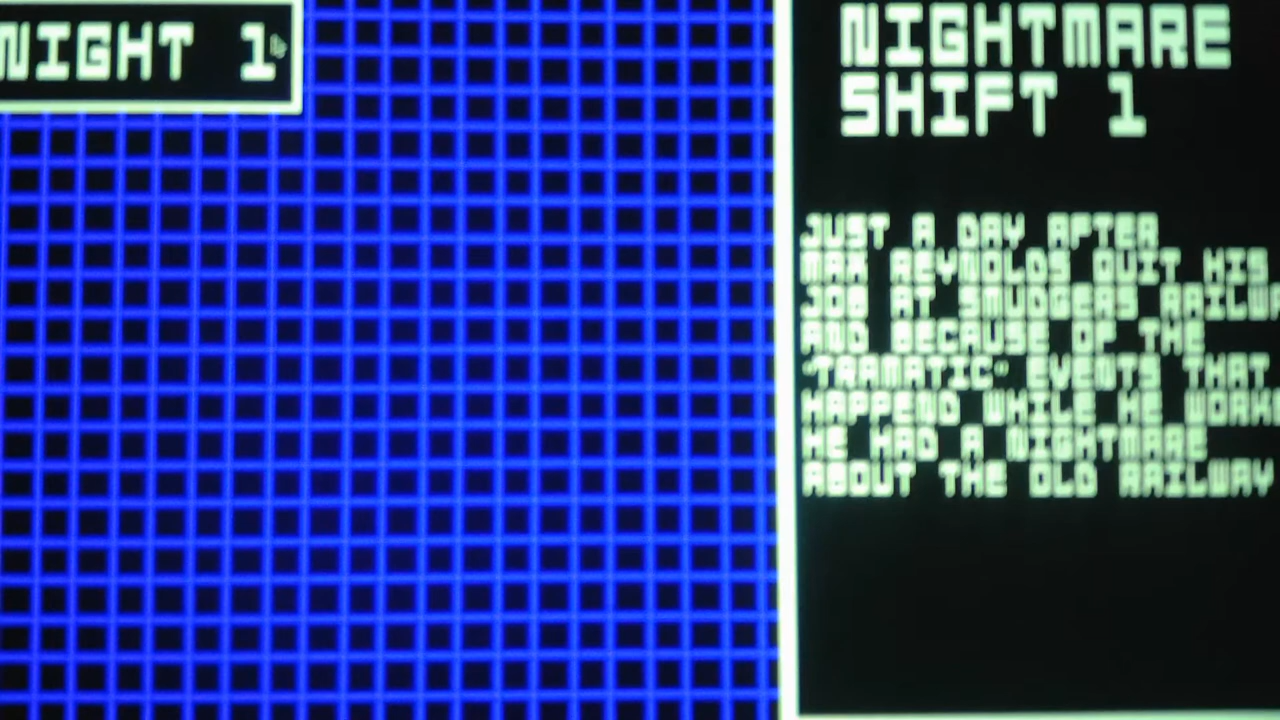 NIGHT 1
NIGHTMARE
SHIFT 1
JUST A DAY AFTER
MAX REYNOLDS QUIT HIS
JOB AT SMUDGERS
AND BECAUSE OF THE
"TRAMATIC" EVENTS THAT
HAPPEND WHILE HE
HE HAD A NIGHTMARE
ABOUT THE OLD RAILWAY